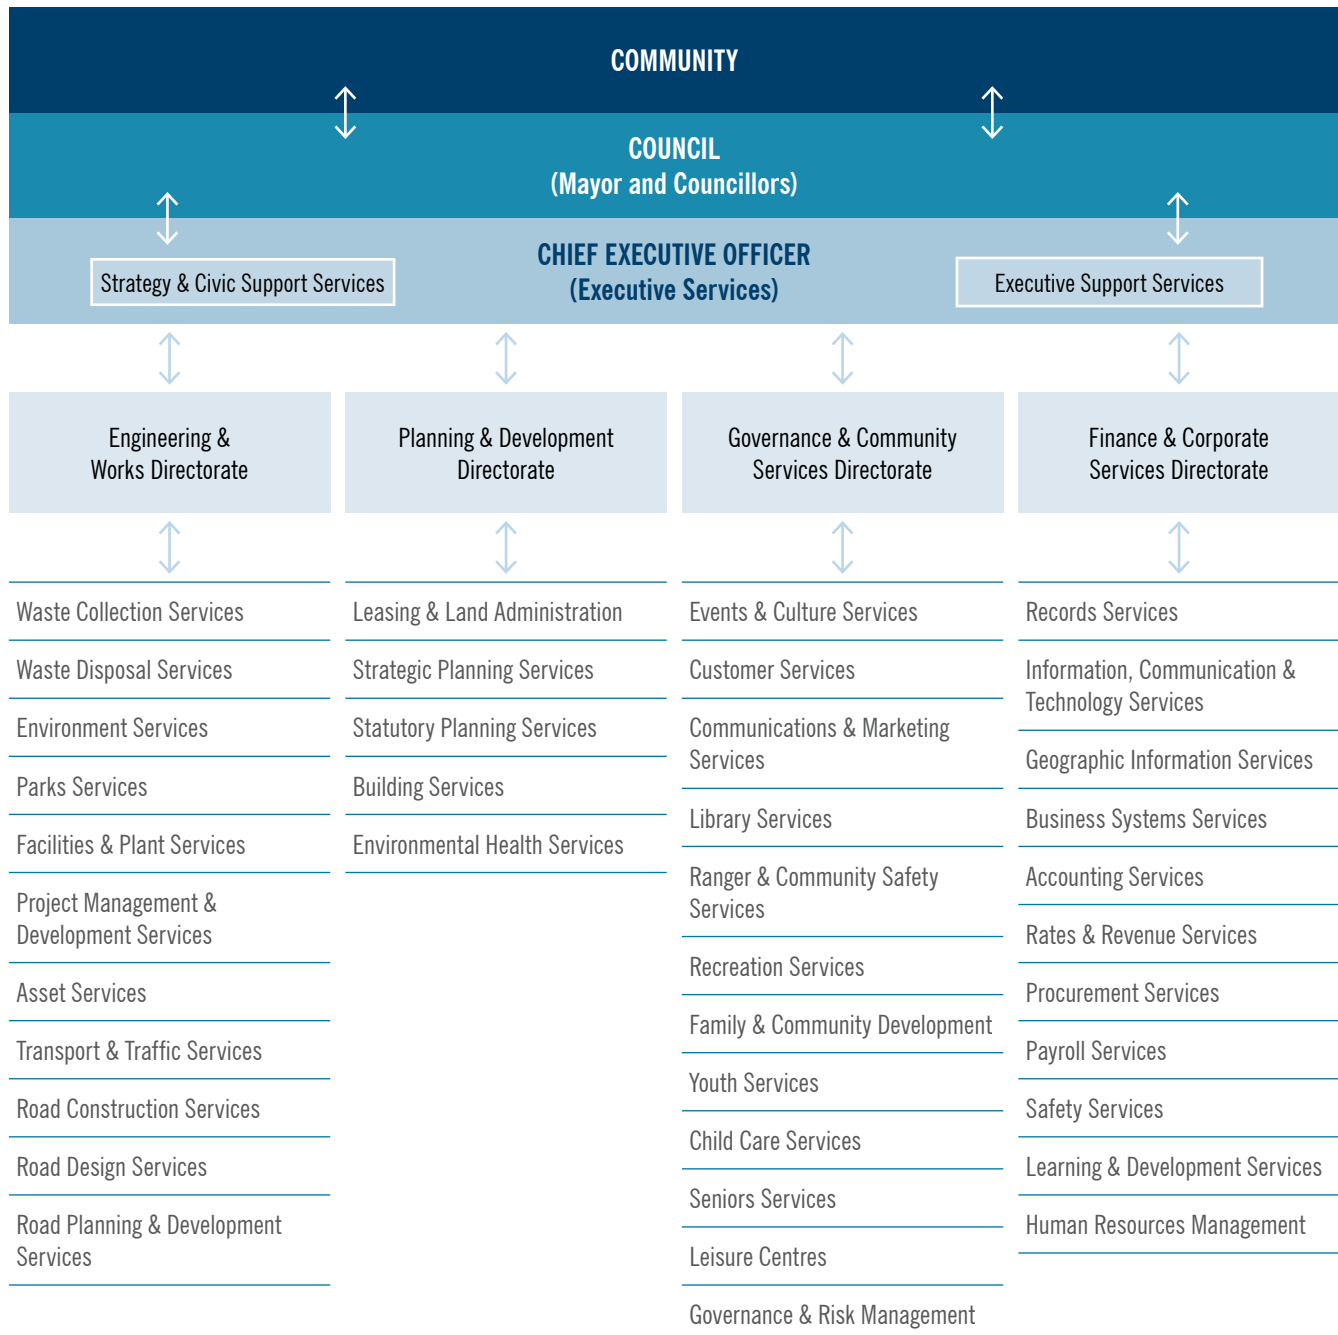 COMMUNITY
COUNCIL
(Mayor and Councillors)
CHIEF EXECUTIVE OFFICER
(Executive Services)
Strategy & Civic Support Services
Executive Support Services
Engineering &
Works Directorate
Planning & Development
Directorate
Governance & Community
Services Directorate
Finance & Corporate
Services Directorate
Waste Collection Services
Waste Disposal Services
Environment Services
Parks Services
Facilities & Plant Services
Project Management &
Development Services
Asset Services
Transport & Traffic Services
Road Construction Services
Road Design Services
Road Planning & Development
Services
Leasing & Land Administration
Strategic Planning Services
Statutory Planning Services
Building Services
Environmental Health Services
Events & Culture Services
Customer Services
Communications & Marketing
Services
Library Services
Ranger & Community Safety
Services
Recreation Services
Family & Community Development
Youth Services
Child Care Services
Seniors Services
Leisure Centres
Governance & Risk Management
Records Services
Information, Communication &
Technology Services
Geographic Information Services
Business Systems Services
Accounting Services
Rates & Revenue Services
Procurement Services
Payroll Services
Safety Services
Learning & Development Services
Human Resources Management